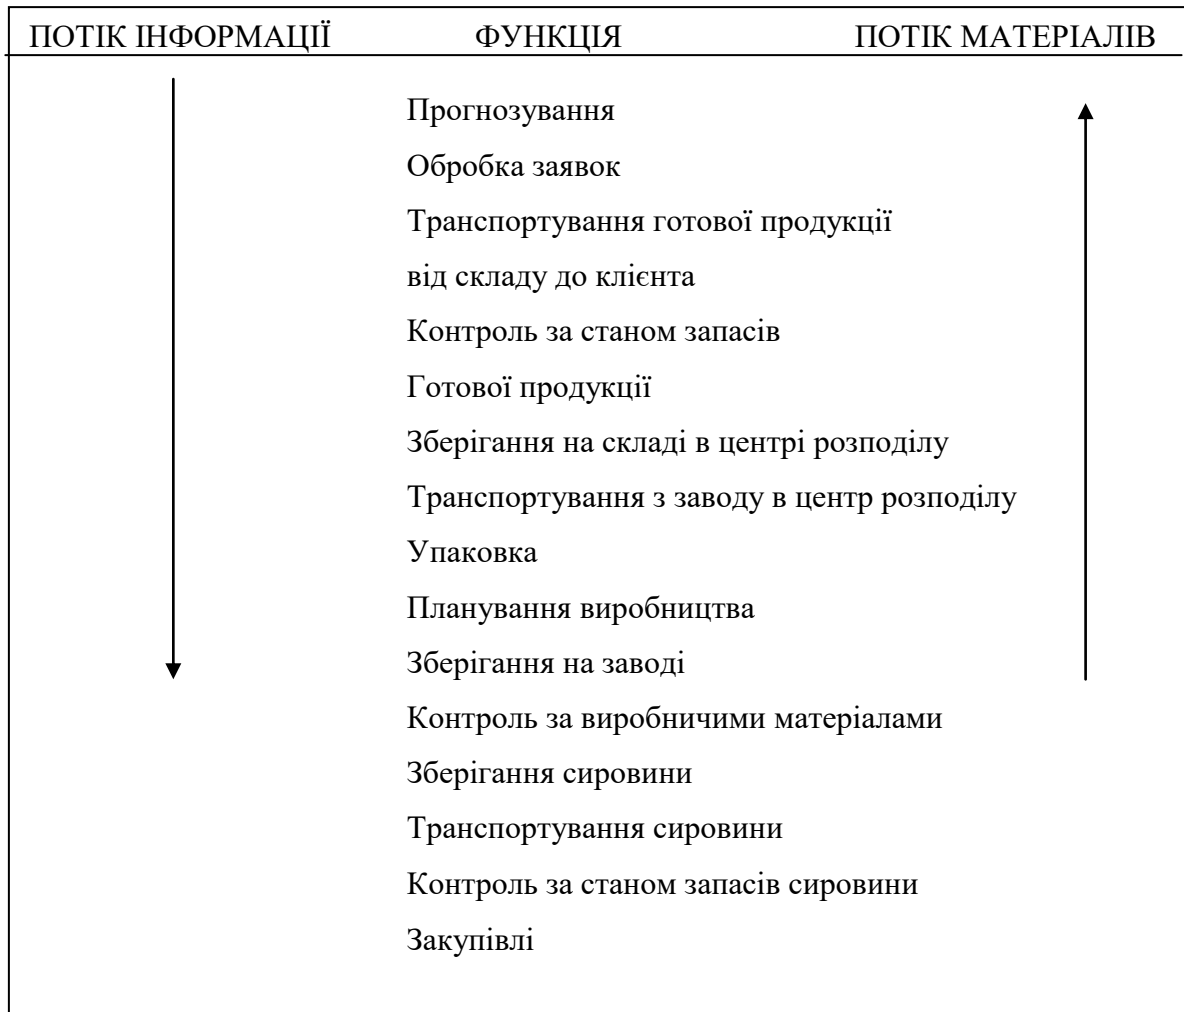 ПОТІК ІНФОРМАЦІЇ ФУНКЦІЯ ПОТІК МАТЕРІАЛІВ
Прогнозування
Обробка заявок
Транспортування готової продукції
від складу до клієнта
Контроль за станом запасів
Готової продукції
Зберігання на складі в центрі розподілу
Транспортування з заводу в центр розподілу
Упаковка
Планування виробництва
Зберігання на заводі
Контроль за виробничими матеріалами
Зберігання сировини
Транспортування сировини
Контроль за станом запасів сировини
Закупівлі